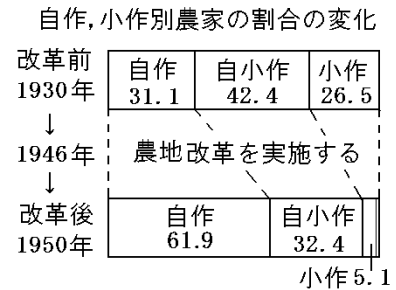 自作,小作別農家の割合の変化
改革前
1930年
自作
31.1
自小作
42.4
小作
26.5
↓
1946年
農地改革を実施する
↓
改革後
1950年
自作
61.9
自小作
32.4
小作5.1